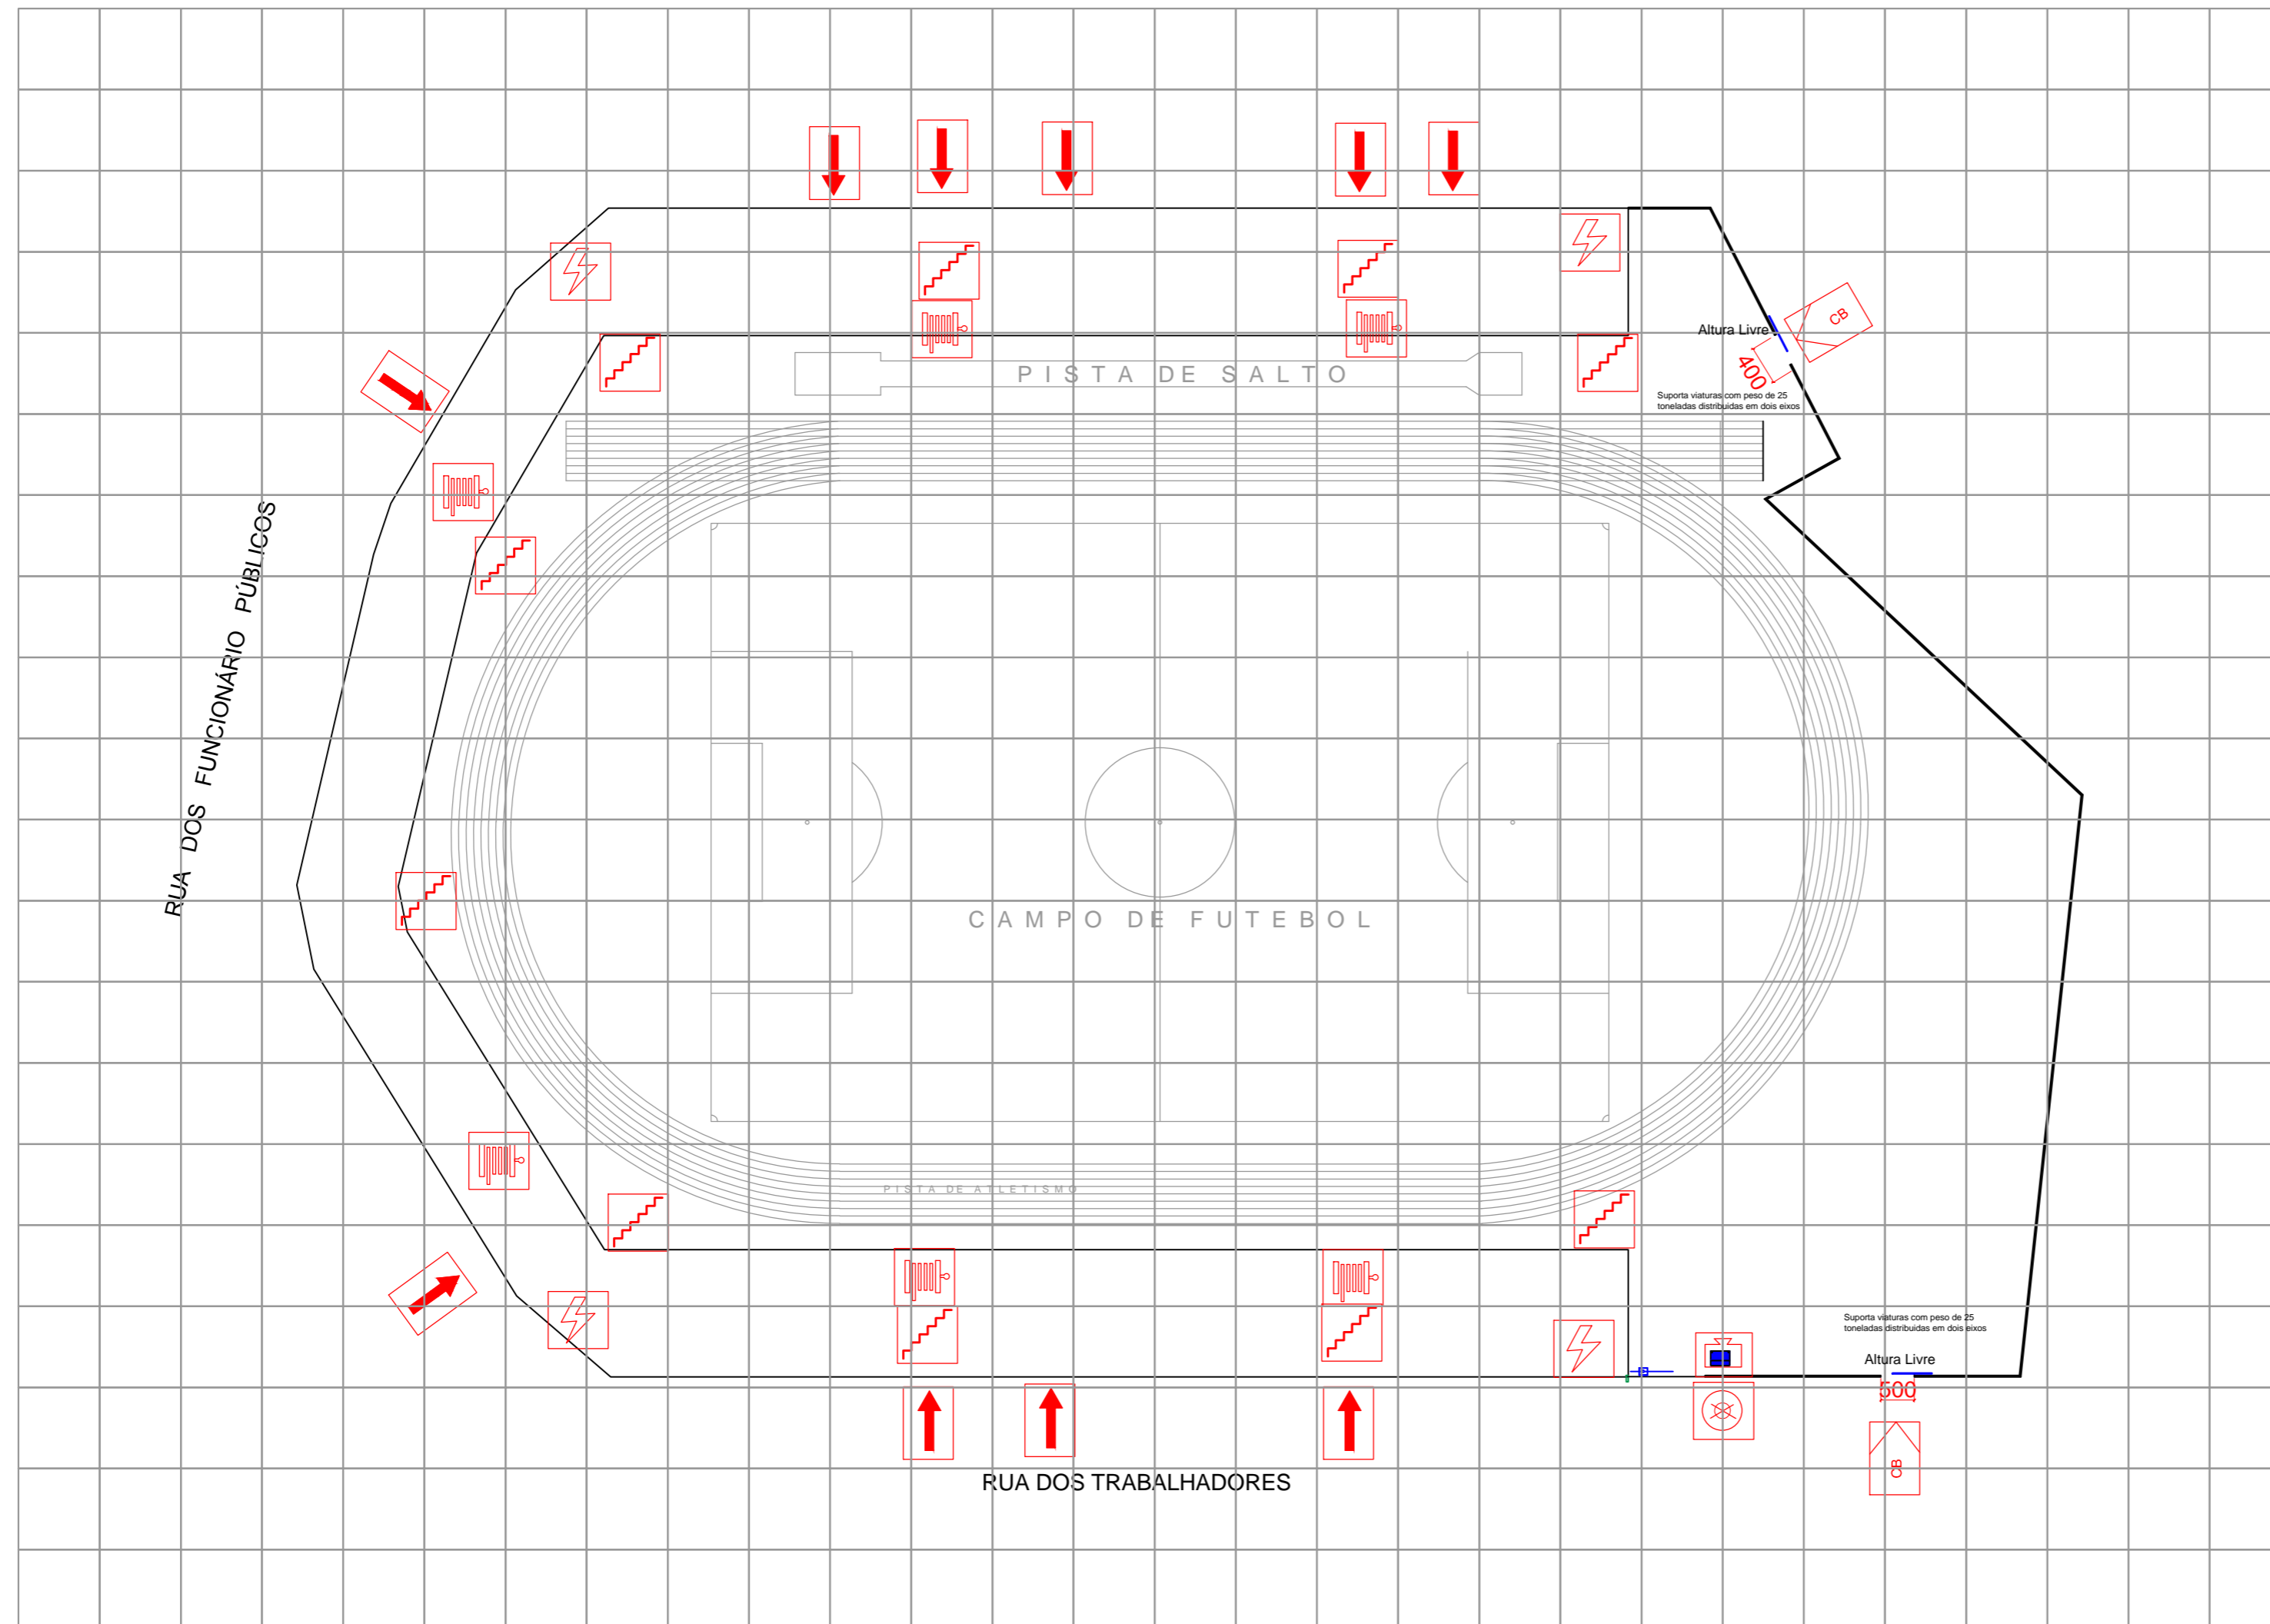 CB
Altura Livre
400
PISTA DE SALTO
Suporta viaturas com peso de 25
toneladas distribuidas em dois eixos
RUA DOS FUNCIONÁRIO PÚBLICOS
CAMPO DE FUTEBOL
PISTA DE ATLETISMO
Suporta viaturas com peso de 25
toneladas distribuidas em dois eixos
Altura Livre
500
CB
RUA DOS TRABALHADORES